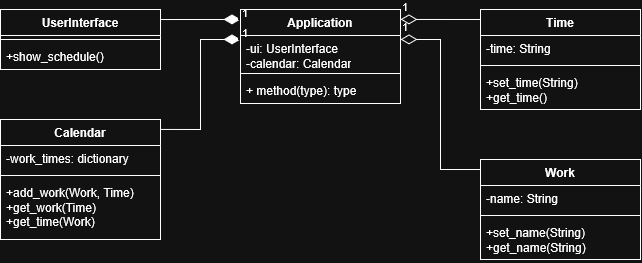 UserInterface
+show_schedule()
1
1
Application
-ui: UserInterface
-calendar: Calendar
+ method(type): type
1
1
Time
-time: String
+set_time(String)
+get_time()
Calendar
-work_times: dictionary
+add_work(Work, Time)
+get_work(Time)
+get_time(Work)
Work
-name: String
+set_name(String)
+get_name(String)